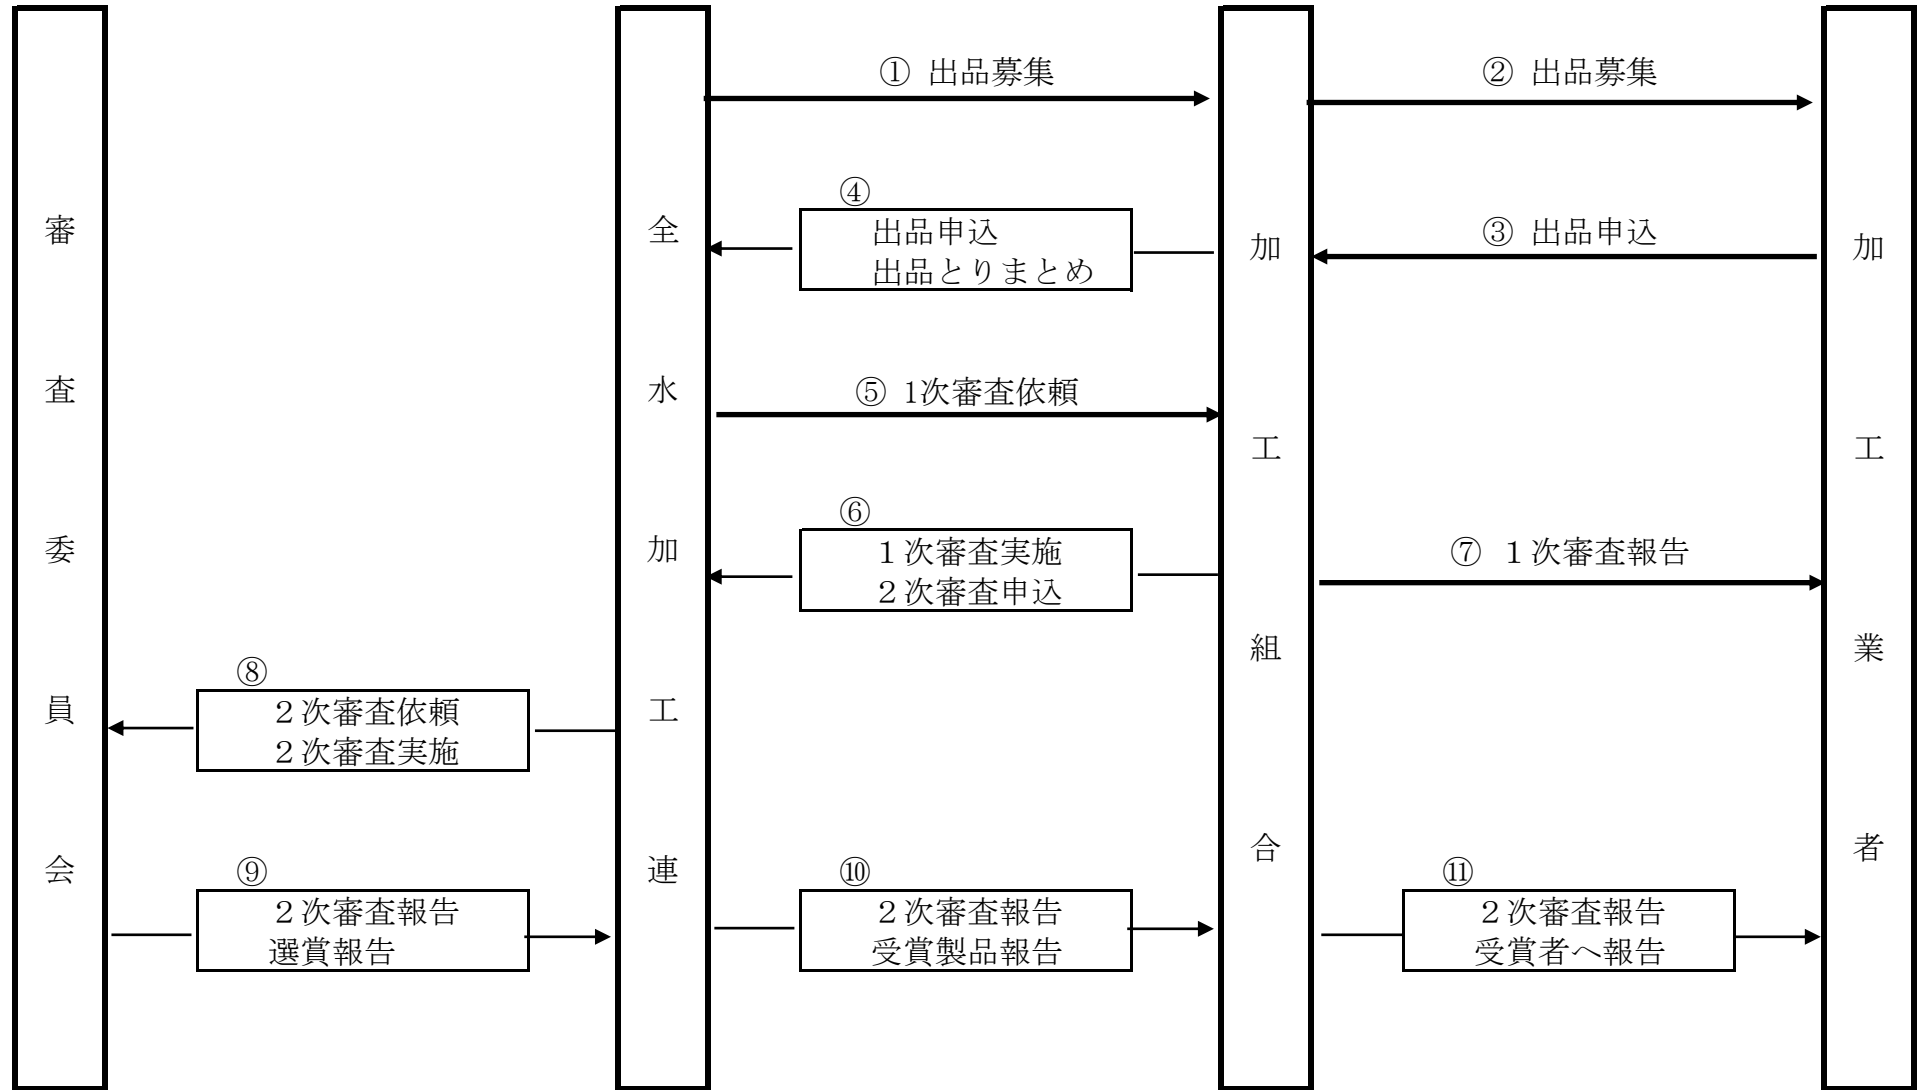 ① 出品募集
② 出品募集
④
出品申込
出品とりまとめ
③ 出品申込
⑤ 1次審査依頼
⑥
１次審査実施
２次審査申込
⑦ １次審査報告
⑧
２次審査依頼
２次審査実施
⑨
２次審査報告
選賞報告
⑩
２次審査報告
受賞製品報告
⑪
２次審査報告
受賞者へ報告
審査委員会
全水加工連
加工組合
加工業者